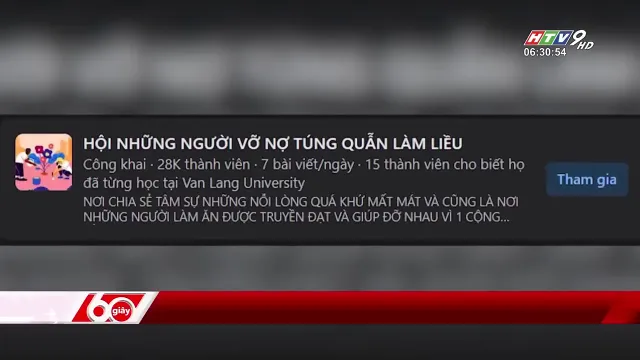 HTV9 HD
06:30:54
HỘI NHỮNG NGƯỜI VỠ NỢ TÚNG QUẪN LÀM LIỀU
Công khai · 28K thành viên · 7 bài viết/ngày · 15 thành viên cho biết họ
đã từng học tại Van Lang University
Tham gia
NƠI CHIA SẺ TÂM SỰ NHỮNG NỖI LÒNG QUÁ KHỨ MẤT MÁT VÀ CŨNG LÀ NƠI
NHỮNG NGƯỜI LÀM ĂN ĐƯỢC TRUYỀN ĐẠT VÀ GIÚP ĐỠ NHAU VÌ 1 CỘNG...
60 giây